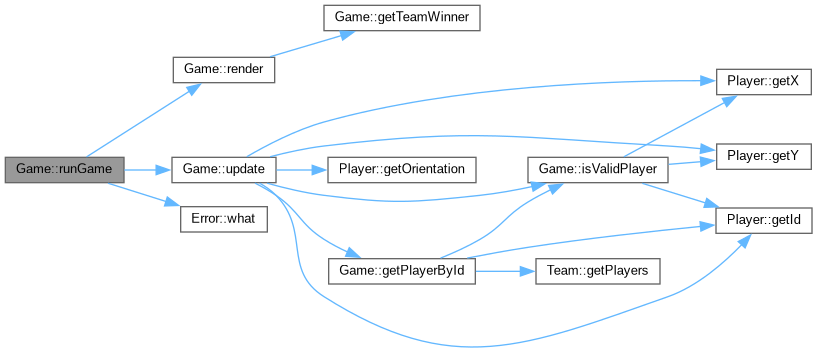 Game::getTeamWinner
Game::render
Player::getX
Player::getY
Game::runGame
Game::update
Player::getOrientation
Game::isValidPlayer
Error::what
Player::getId
Game::getPlayerById
Team::getPlayers